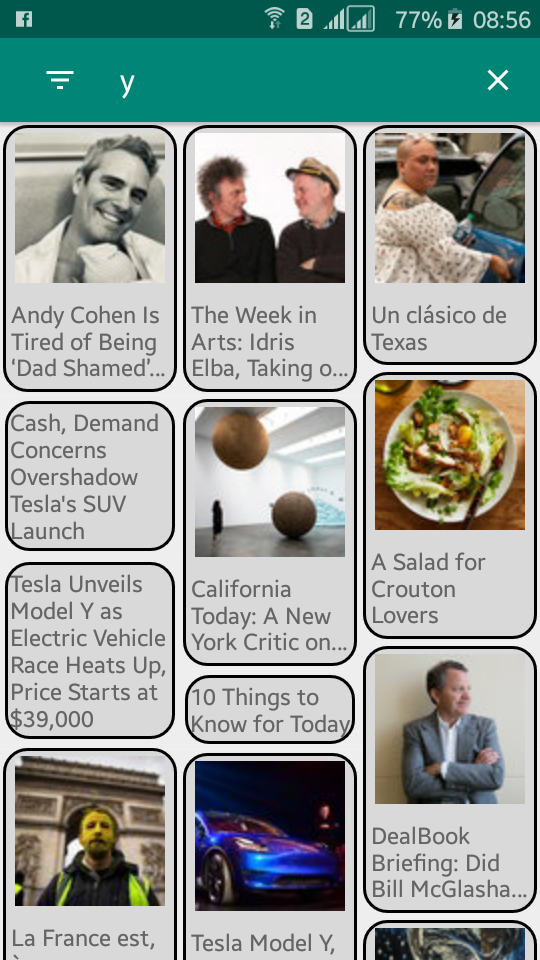 2
77%
08:56
y
Andy Cohen Is
Tired of Being
‘Dad Shamed’...
Cash, Demand
Concerns
Overshadow
Tesla's SUV
Launch
Tesla Unveils
Model Y as
Electric Vehicle
Race Heats Up,
Price Starts at
$39,000
La France est,
The Week in
Arts: Idris
Elba, Taking o...
California
Today: A New
York Critic on...
10 Things to
Know for Today
Tesla Model Y,
Un clásico de
Texas
A Salad for
Crouton
Lovers
DealBook
Briefing: Did
Bill McGlasha...